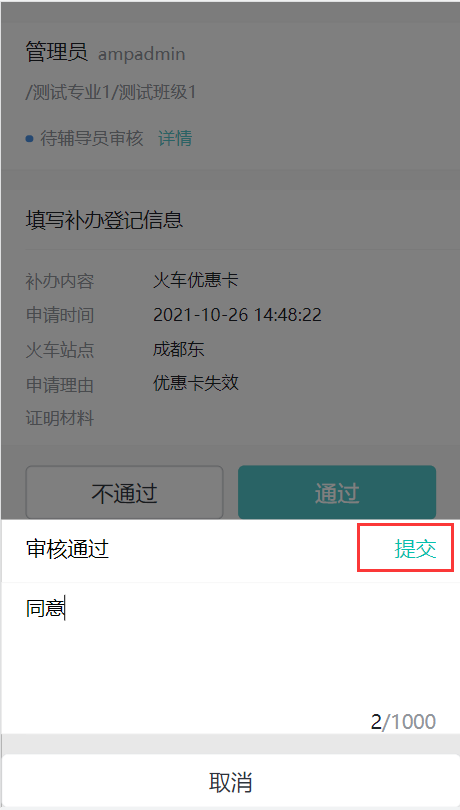 管理员 ampadmin
/测试专业1/测试班级1
待辅导员审核 详情
填写补办登记信息
补办内容 火车优惠卡
申请时间 2021-10-26 14:48:22
火车站点 成都东
申请理由 优惠卡失效
证明材料
不通过 通过
审核通过 提交
同意
2/1000
取消